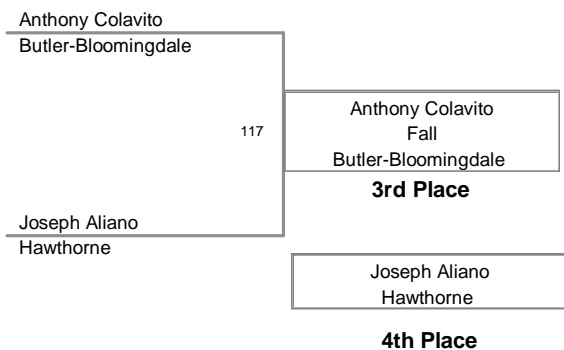 Anthony Colavito
Butler-Bloomingdale
117
Anthony Colavito
Fall
Butler-Bloomingdale
3rd Place
Joseph Aliano
Hawthorne
Joseph Aliano
Hawthorne
4th Place